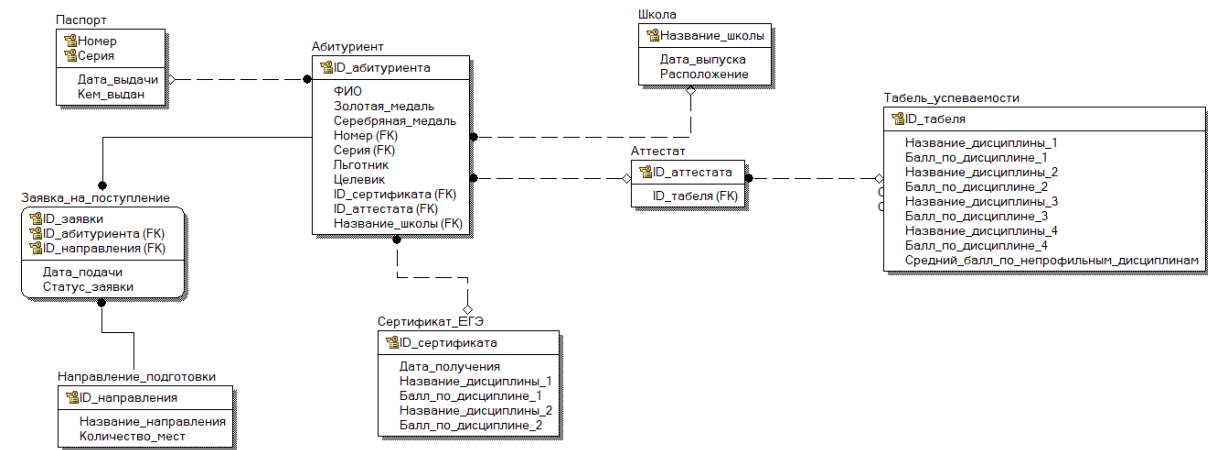 Паспорт
Номер
Серия
Дата_выдачи
Кем_выдан
Абитуриент
ID_абитуриента
ФИО
Золотая_медаль
Серебряная_медаль
Номер (FK)
Серия (FK)
Льготник
Целевик
ID_сертификата (FK)
ID_аттестата (FK)
Название_школы (FK)
Школа
Название_школы
Дата_выпуска
Расположение
Аттестат
ID_аттестата
ID_табеля (FK)
Табель_успеваемости
ID_табеля
Название_дисциплины_1
Балл_по_дисциплине_1
Название_дисциплины_2
Балл_по_дисциплине_2
Название_дисциплины_3
Балл_по_дисциплине_3
Название_дисциплины_4
Балл_по_дисциплине_4
Средний_балл_по_непрофильным_дисциплинам
Заявка_на_поступление
ID_заявки
ID_абитуриента (FK)
ID_направления (FK)
Дата_подачи
Статус_заявки
Сертификат_ЕГЭ
ID_сертификата
Дата_получения
Название_дисциплины_1
Балл_по_дисциплине_1
Название_дисциплины_2
Балл_по_дисциплине_2
Направление_подготовки
ID_направления
Название_направления
Количество_мест